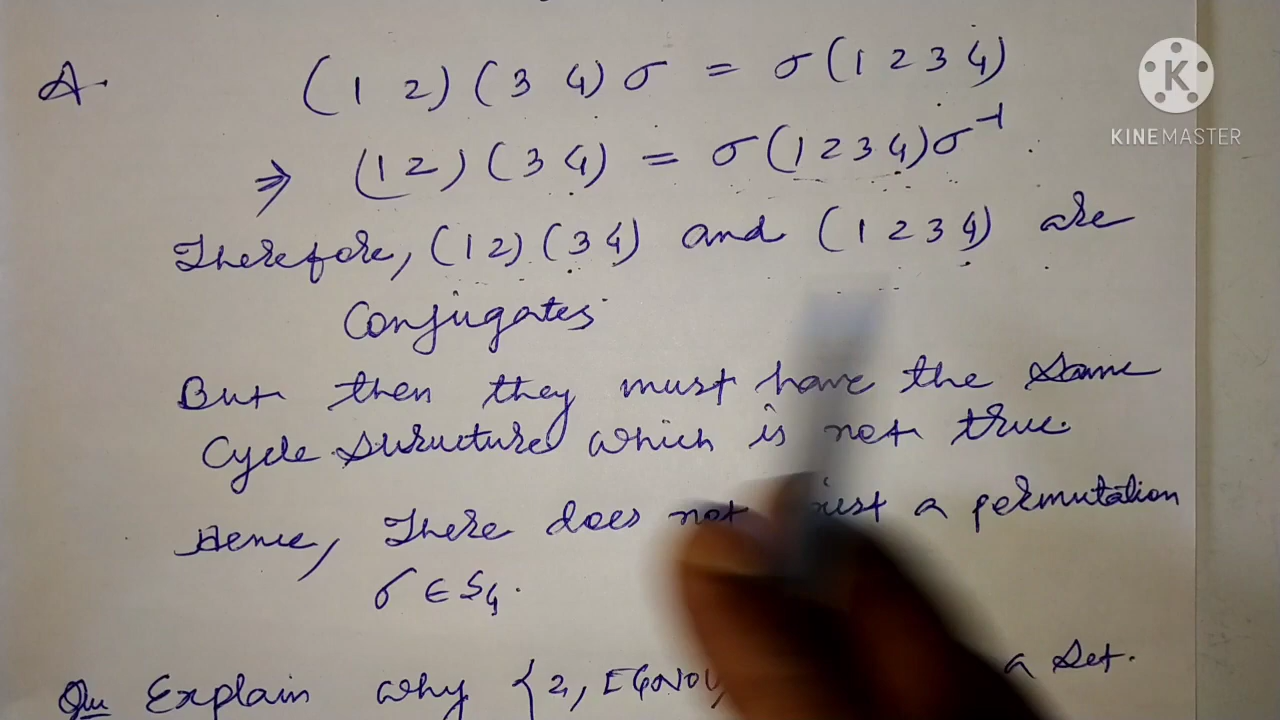 A. (1 2)(3 4)σ = σ(1 2 3 4)
⇒ (1 2)(3 4) = σ(1 2 3 4)σ⁻¹.
Therefore, (1 2)(3 4) and (1 2 3 4) are
Conjugates
But then they must have the same
Cycle structure which is not true.
Hence, There does not a permutation
σ ∈ S₄.
Qu Explain why {2, a set.
K
KINEMASTER